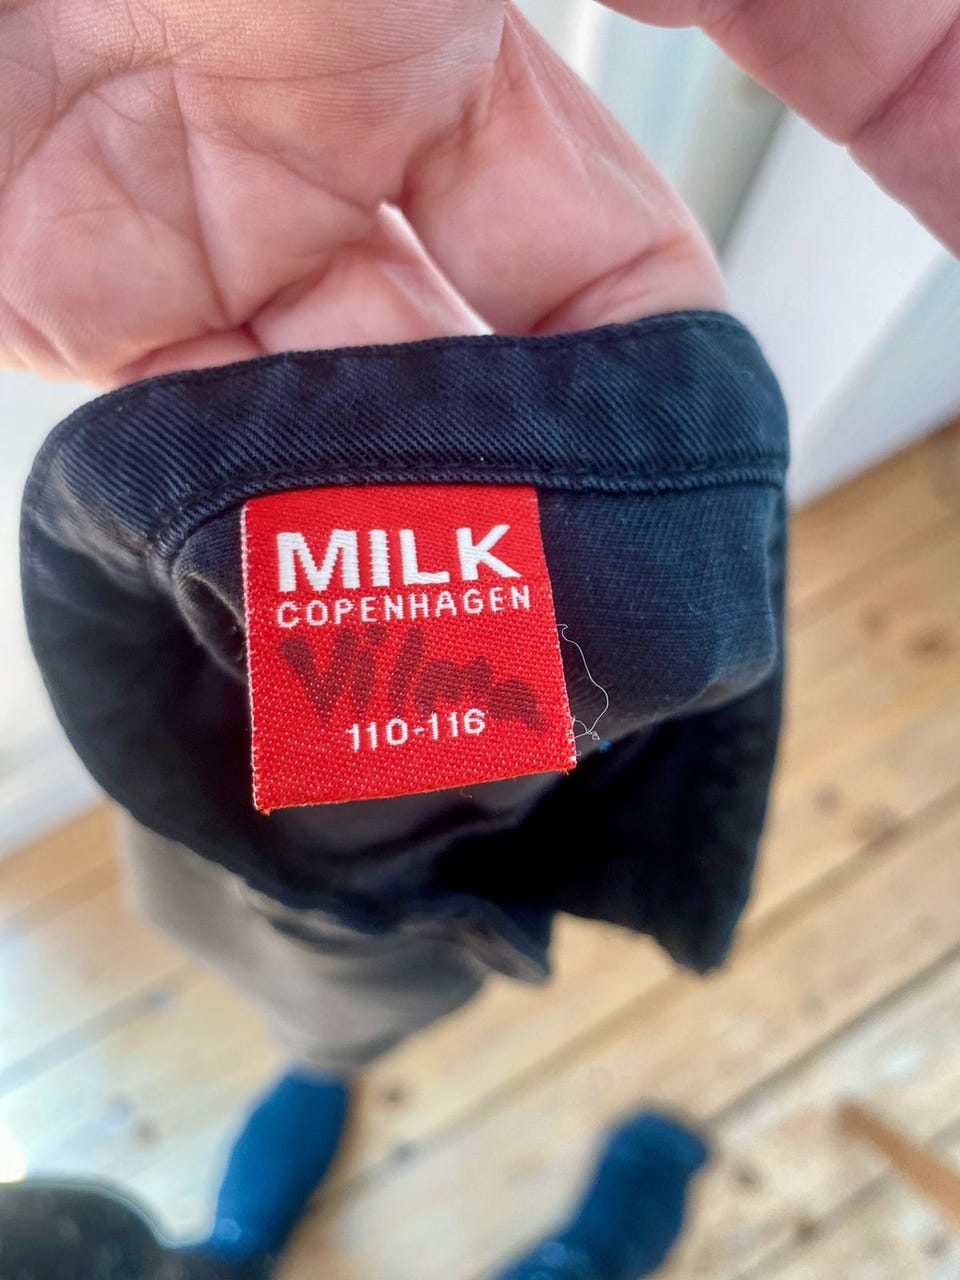 MILK
COPENHAGEN
Vilma
110-116